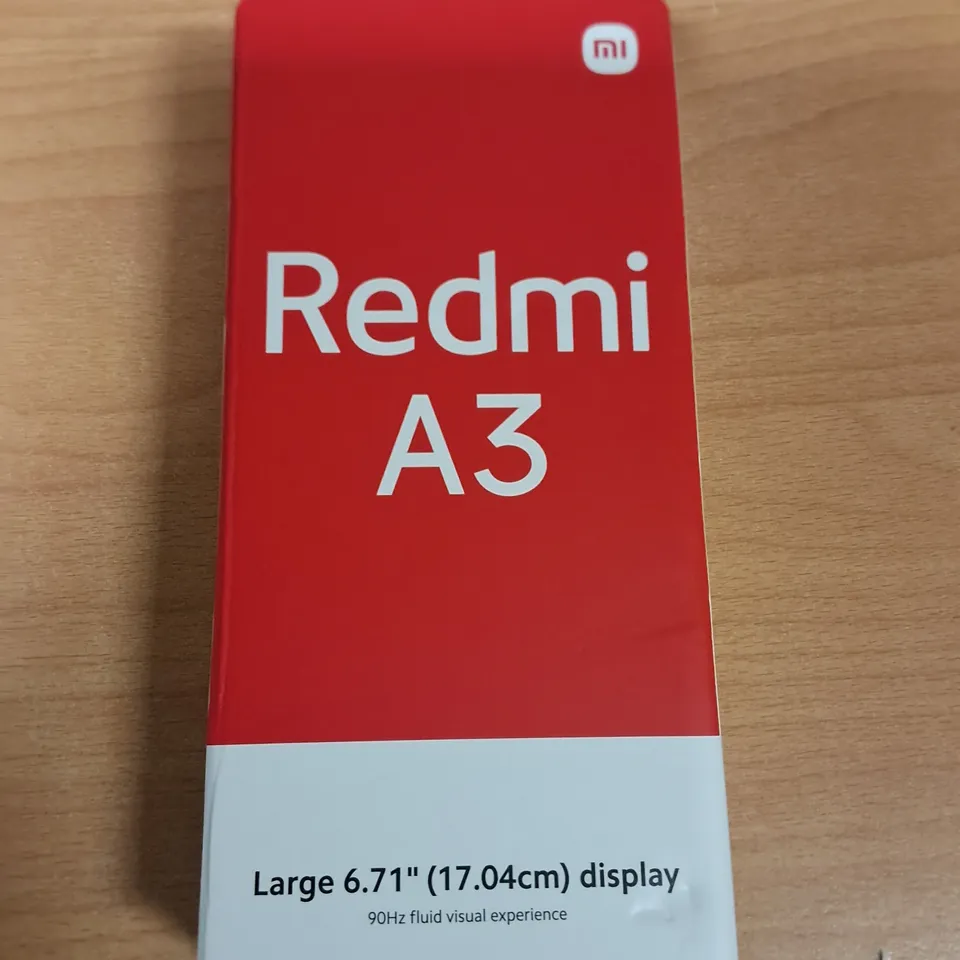 mi
Redmi
A3
Large 6.71" (17.04cm) display
90Hz fluid visual experience